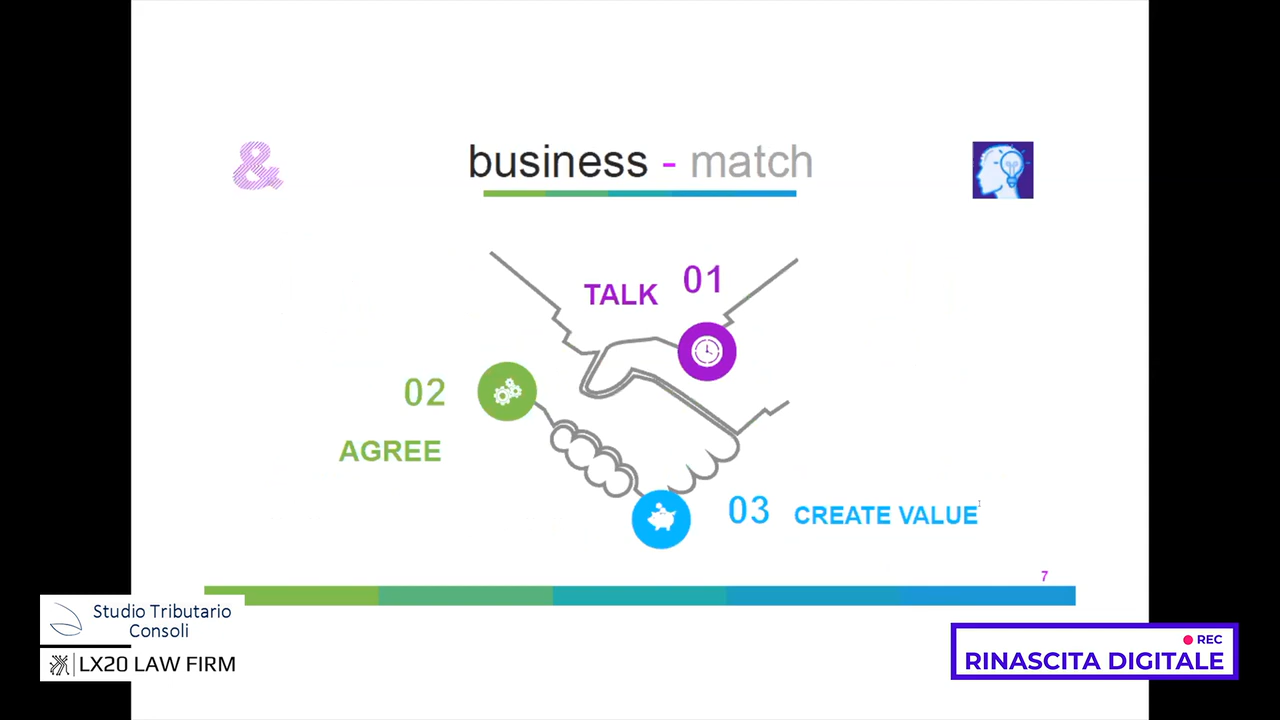 &
business - match
TALK 01
02
AGREE
03 CREATE VALUE
7
Studio Tributario
Consoli
LX20 LAW FIRM
REC
RINASCITA DIGITALE